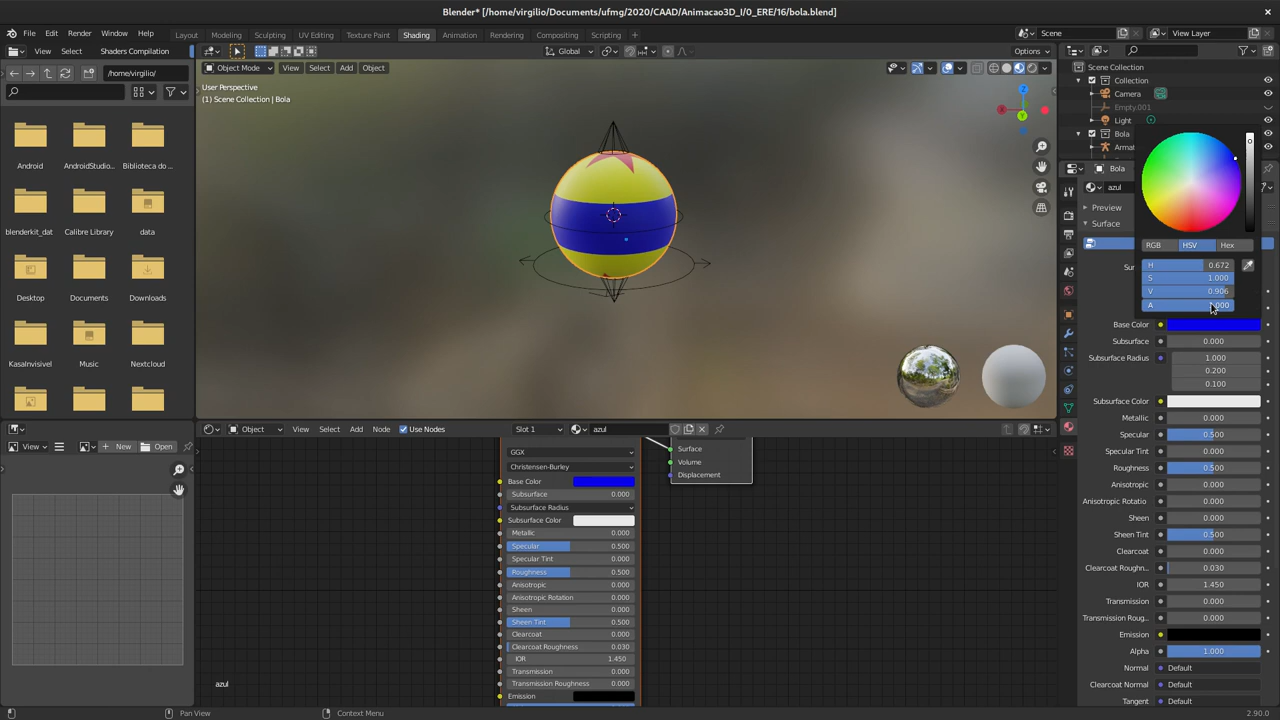 Blender* [/home/virgilio/Documents/ufmg/2020/CAAD/Animacao3D_I/0_ERE/16/bola.blend]
File Edit Render Window Help Layout Modeling Sculpting UV Editing Texture Paint Shading Animation Rendering Compositing Scripting + Scene View Layer
View Select Shaders Compilation Global Options
/home/virgilio/ Object Mode View Select Add Object Scene Collection
Collection
User Perspective
Camera
(1) Scene Collection | Bola
Empty.001
Light
Bola
Armat
Android AndroidStudio... Biblioteca do ...
Bola
azul
Preview
Surface
blenderkit_dat Calibre Library data
RGB HSV Hex
H 0.672
Sur
S 1.000
V 0.906
A
Desktop Documents Downloads
Base Color
Subsurface 0.000
Subsurface Radius 1.000
0.200
0.100
KasaInvisivel Music Nextcloud
Subsurface Color
Metallic 0.000
Specular 0.500
Specular Tint 0.000
Roughness 0.500
Anisotropic 0.000
Anisotropic Rotatio 0.000
Sheen 0.000
Sheen Tint 0.500
Clearcoat 0.000
Clearcoat Roughn... 0.030
IOR 1.450
Transmission 0.000
Transmission Roug... 0.000
Emission
Alpha 1.000
Normal Default
Clearcoat Normal Default
Tangent Default
View New Open
Object View Select Add Node Use Nodes Slot 1 azul
GGX
Christensen-Burley
Base Color
Subsurface 0.000
Subsurface Radius
Subsurface Color
Metallic 0.000
Specular 0.500
Specular Tint 0.000
Roughness 0.500
Anisotropic 0.000
Anisotropic Rotation 0.000
Sheen 0.000
Sheen Tint 0.500
Clearcoat 0.000
Clearcoat Roughness 0.030
IOR 1.450
Transmission 0.000
Transmission Roughness 0.000
Emission
Surface
Volume
Displacement
azul
Pan View Context Menu 2.90.0